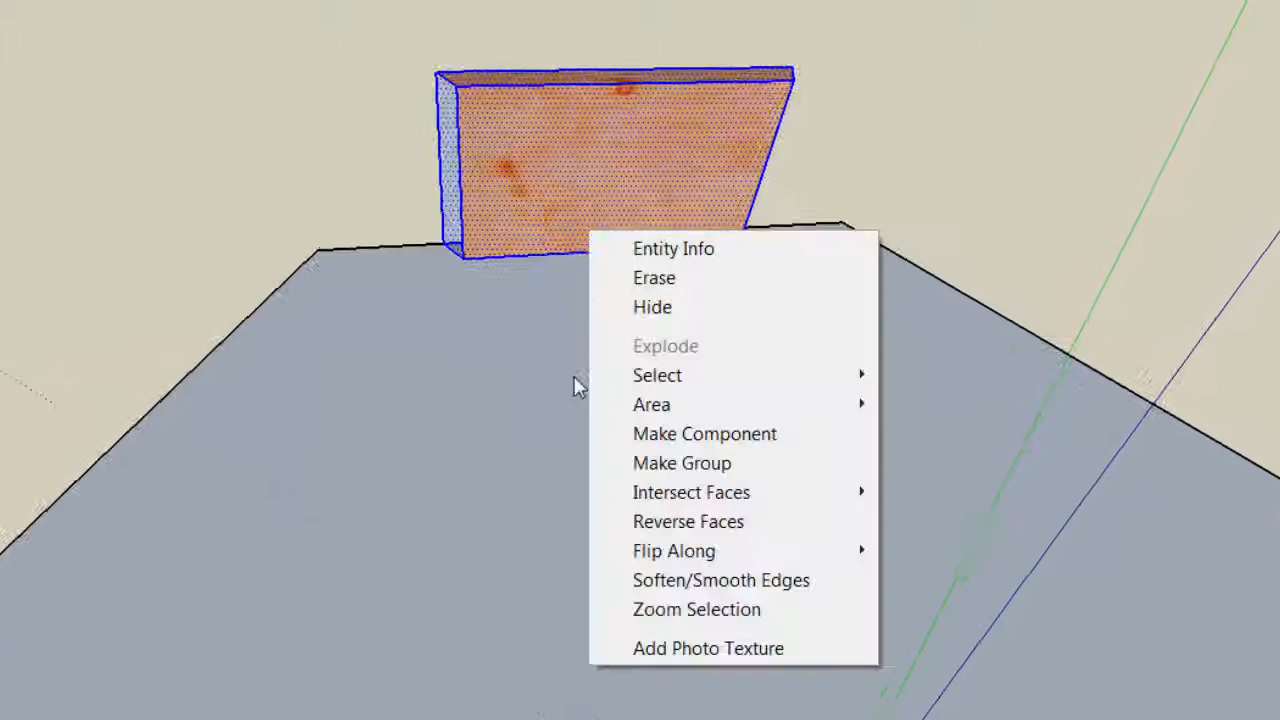 Entity Info
Erase
Hide
Explode
Select
Area
Make Component
Make Group
Intersect Faces
Reverse Faces
Flip Along
Soften/Smooth Edges
Zoom Selection
Add Photo Texture